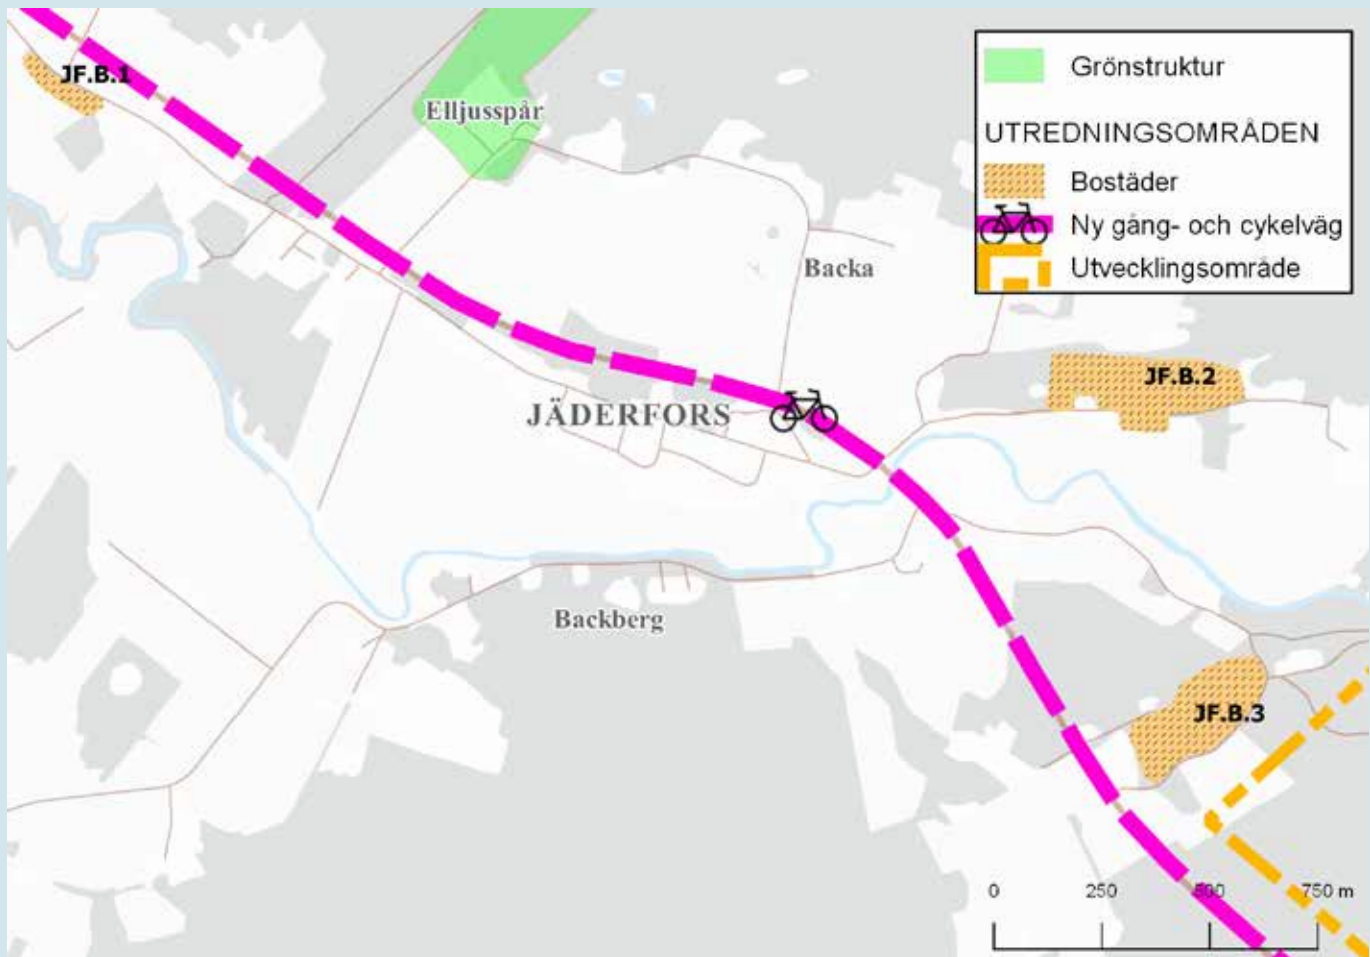 JF.B.1
Elljusspår
Grönstruktur
UTREDNINGSOMRÅDEN
Bostäder
Ny gång- och cykelväg
Utvecklingsområde
Backa
JF.B.2
JÄDERFORS
Backberg
JF.B.3
0 250 500 750 m